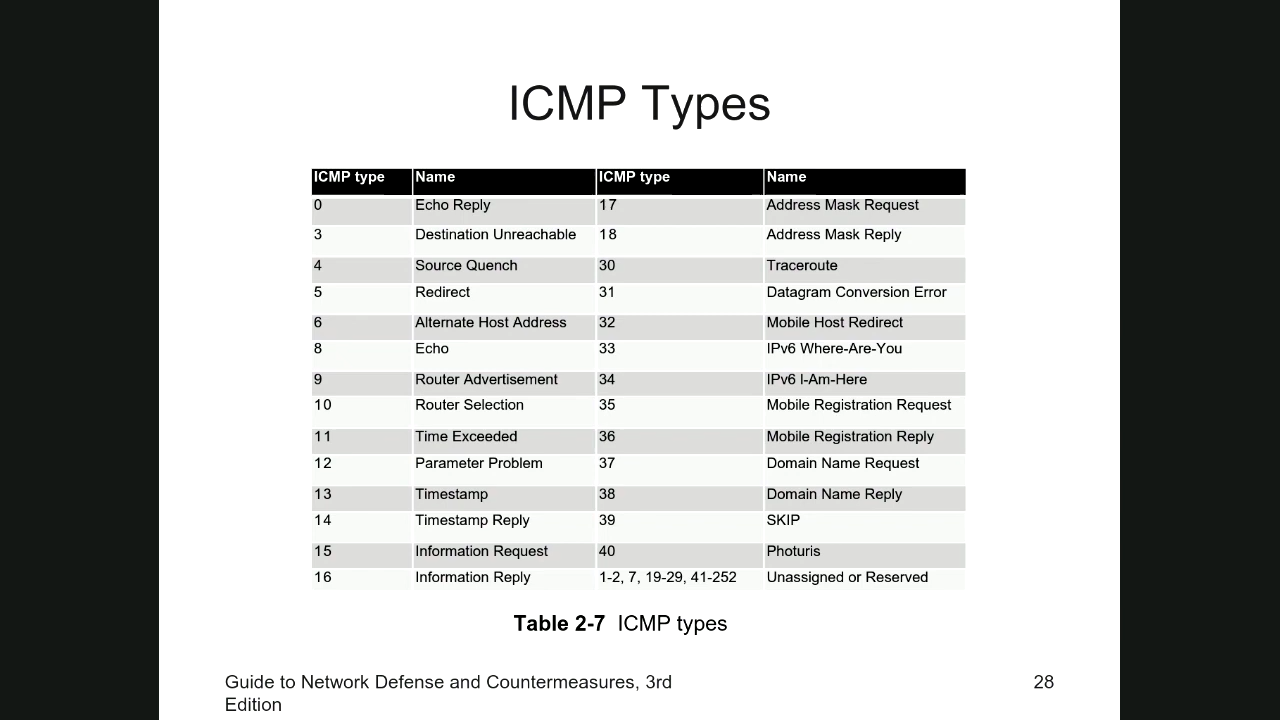 ICMP Types
ICMP type Name ICMP type Name
0 Echo Reply 17 Address Mask Request
3 Destination Unreachable 18 Address Mask Reply
4 Source Quench 30 Traceroute
5 Redirect 31 Datagram Conversion Error
6 Alternate Host Address 32 Mobile Host Redirect
8 Echo 33 IPv6 Where-Are-You
9 Router Advertisement 34 IPv6 I-Am-Here
10 Router Selection 35 Mobile Registration Request
11 Time Exceeded 36 Mobile Registration Reply
12 Parameter Problem 37 Domain Name Request
13 Timestamp 38 Domain Name Reply
14 Timestamp Reply 39 SKIP
15 Information Request 40 Photuris
16 Information Reply 1-2, 7, 19-29, 41-252 Unassigned or Reserved
Table 2-7 ICMP types
Guide to Network Defense and Countermeasures, 3rd 28
Edition